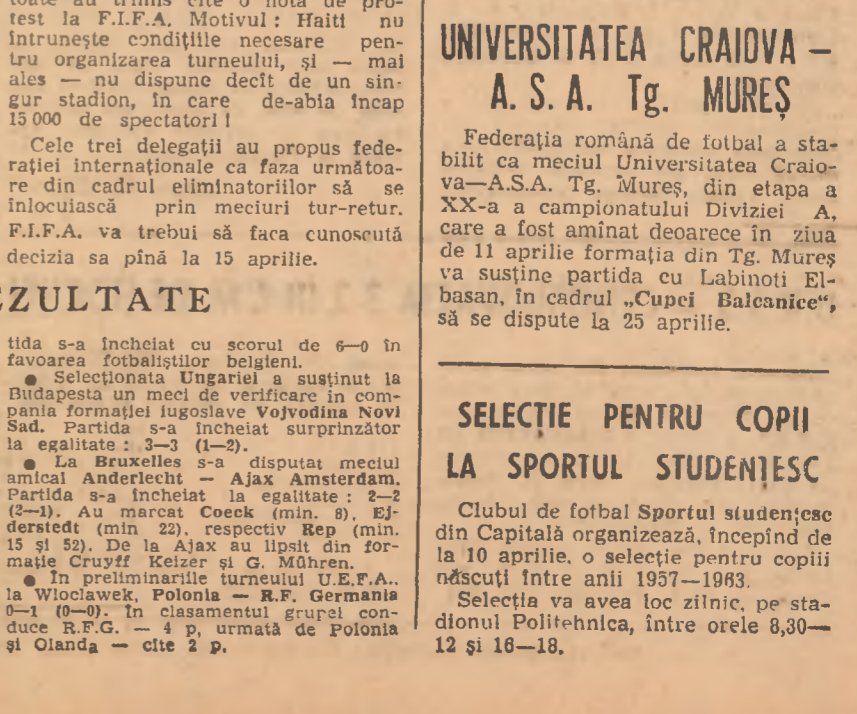 toate au trimis cîte o notă de pro-
test la F.I.F.A. Motivul : Haiti nu
întrunește condițiile necesare pen-
tru organizarea turneului, și — mai
ales — nu dispune decît de un sin-
gur stadion, în care de-abia încap
15 000 de spectatori !
Cele trei delegații au propus fede-
rației internaționale ca faza următoa-
re din cadrul eliminatoriilor să se
înlocuiască prin meciuri tur-retur.
F.I.F.A. va trebui să faca cunoscută
decizia sa pînă la 15 aprilie.
EZULTATE
tida s-a încheiat cu scorul de 6—0 în
favoarea fotbaliștilor belgieni.
● Selecționata Ungariei a susținut la
Budapesta un meci de verificare in com-
pania formației iugoslave Vojvodina Novi
Sad. Partida s-a încheiat surprinzător
la egalitate : 3—3 (1—2).
● La Bruxelles s-a disputat meciul
amical Anderlecht — Ajax Amsterdam.
Partida s-a încheiat la egalitate : 2—2
(2—1). Au marcat Coeck (min. 8), Ej-
derstedt (min 22), respectiv Rep (min.
15 și 52). De la Ajax au lipsit din for-
mație Cruyff Keizer și G. Mühren.
● În preliminariile turneului U.E.F.A.,
la Wloclawek, Polonia — R.F. Germania
0—1 (0—0). În clasamentul grupei con-
duce R.F.G. — 4 p, urmată de Polonia
și Olanda — cîte 2 p.
UNIVERSITATEA CRAIOVA —
A. S. A. Tg. MUREȘ
Federația română de fotbal a sta-
bilit ca meciul Universitatea Craio-
va—A.S.A. Tg. Mureș, din etapa a
XX-a a campionatului Diviziei A,
care a fost amînat deoarece în ziua
de 11 aprilie formația din Tg. Mureș
va susține partida cu Labinoti El-
basan, în cadrul „Cupei Balcanice“,
să se dispute la 25 aprilie.
SELECȚIE PENTRU COPII
LA SPORTUL STUDENȚESC
Clubul de fotbal Sportul studențesc
din Capitală organizează, începînd de
la 10 aprilie, o selecție pentru copiii
născuți între anii 1957—1963.
Selecția va avea loc zilnic, pe sta-
dionul Politehnica, între orele 8,30—
12 și 16—18.